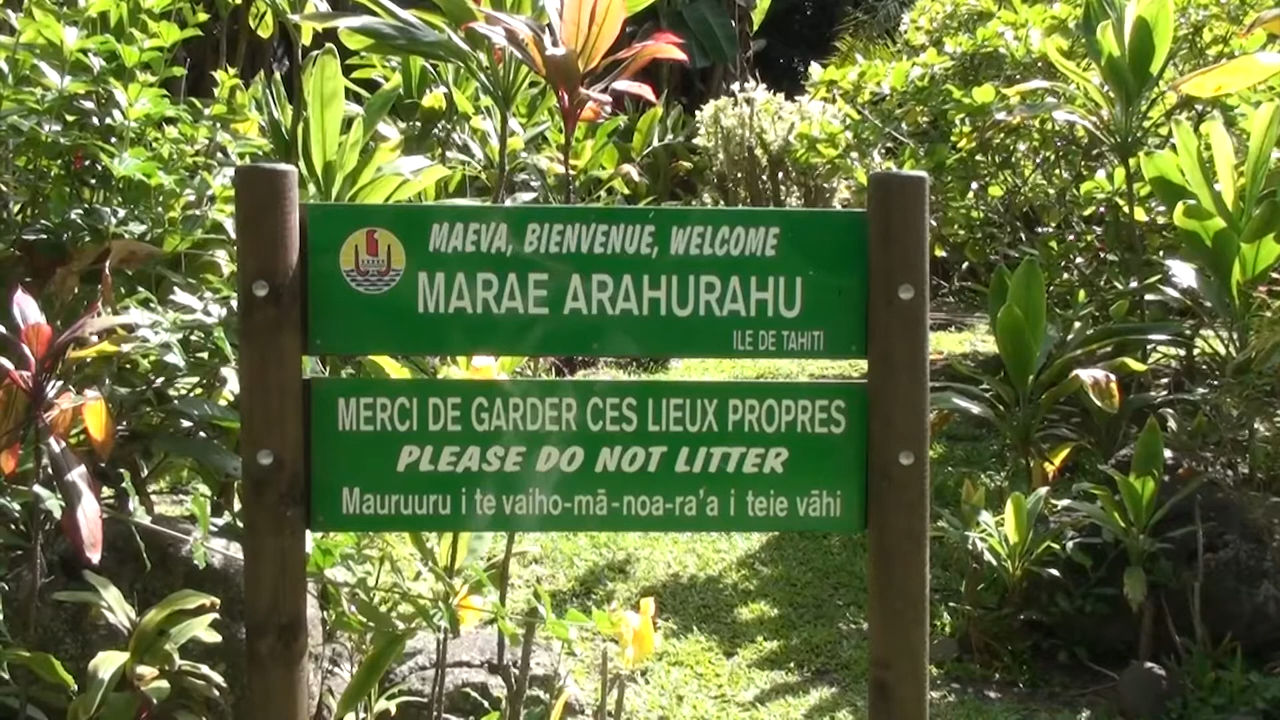 MAEVA, BIENVENUE, WELCOME
MARAE ARAHURAHU
ILE DE TAHITI
MERCI DE GARDER CES LIEUX PROPRES
PLEASE DO NOT LITTER
Mauruuru i te vaiho-mā-noa-ra'a i teie vāhi